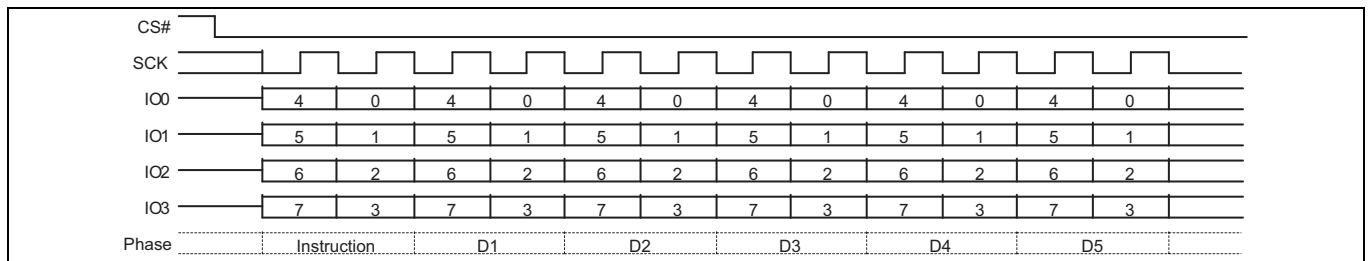 CS#
SCK
IO0 4 0 4 0 4 0 4 0 4 0 4 0
IO1 5 1 5 1 5 1 5 1 5 1 5 1
IO2 6 2 6 2 6 2 6 2 6 2 6 2
IO3 7 3 7 3 7 3 7 3 7 3 7 3
Phase Instruction D1 D2 D3 D4 D5